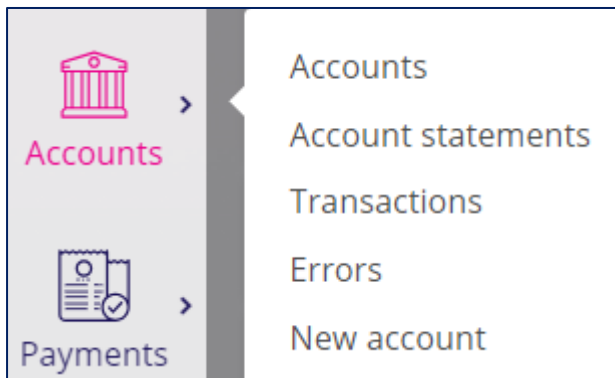 Accounts
Payments
Accounts
Account statements
Transactions
Errors
New account